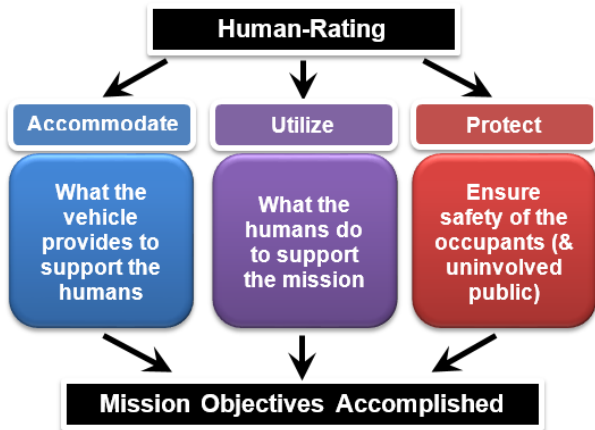 Human-Rating
Accommodate
Utilize
Protect
What the
vehicle
provides to
support the
humans
What the
humans do
to support
the mission
Ensure
safety of the
occupants (&
uninvolved
public)
Mission Objectives Accomplished